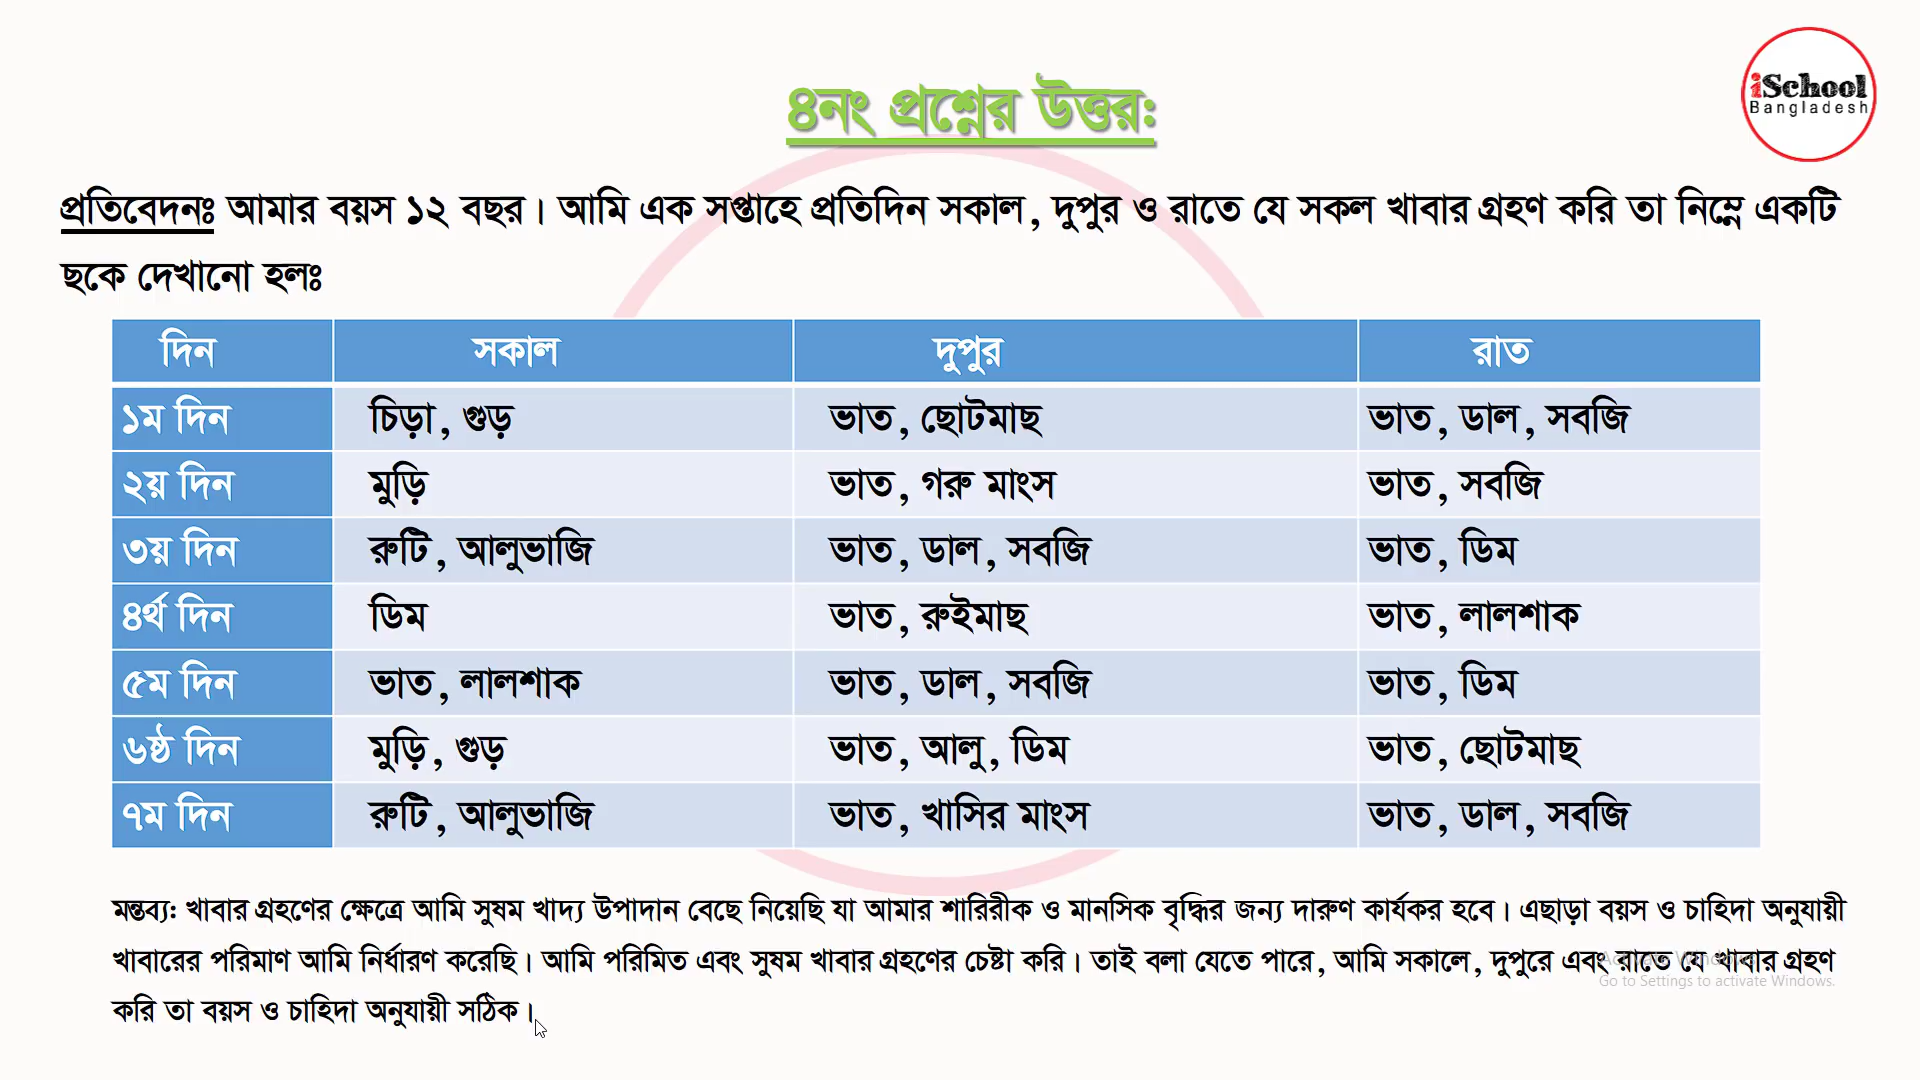 iSchool
Bangladesh
৪নং প্রশ্নের উত্তর:
প্রতিবেদনঃ আমার বয়স ১২ বছর। আমি এক সপ্তাহে প্রতিদিন সকাল, দুপুর ও রাতে যে সকল খাবার গ্রহণ করি তা নিম্নে একটি
ছকে দেখানো হলঃ
দিন সকাল দুপুর রাত
১ম দিন চিড়া, গুড় ভাত, ছোটমাছ ভাত, ডাল, সবজি
২য় দিন মুড়ি ভাত, গরু মাংস ভাত, সবজি
৩য় দিন রুটি, আলুভাজি ভাত, ডাল, সবজি ভাত, ডিম
৪র্থ দিন ডিম ভাত, রুইমাছ ভাত, লালশাক
৫ম দিন ভাত, লালশাক ভাত, ডাল, সবজি ভাত, ডিম
৬ষ্ঠ দিন মুড়ি, গুড় ভাত, আলু, ডিম ভাত, ছোটমাছ
৭ম দিন রুটি, আলুভাজি ভাত, খাসির মাংস ভাত, ডাল, সবজি
মন্তব্য: খাবার গ্রহণের ক্ষেত্রে আমি সুষম খাদ্য উপাদান বেছে নিয়েছি যা আমার শারিরীক ও মানসিক বৃদ্ধির জন্য দারুণ কার্যকর হবে। এছাড়া বয়স ও চাহিদা অনুযায়ী
খাবারের পরিমাণ আমি নির্ধারণ করেছি। আমি পরিমিত এবং সুষম খাবার গ্রহণের চেষ্টা করি। তাই বলা যেতে পারে, আমি সকালে, দুপুরে এবং রাতে যে খাবার গ্রহণ
করি তা বয়স ও চাহিদা অনুযায়ী সঠিক।
Activate Windows
Go to Settings to activate Windows.